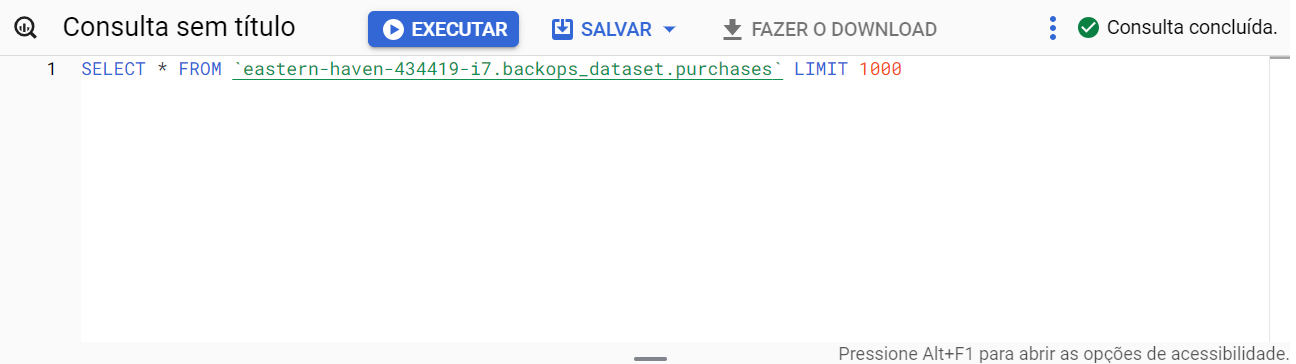 Consulta sem título
EXECUTAR
SALVAR
FAZER O DOWNLOAD
Consulta concluída.
1
SELECT * FROM `eastern-haven-434419-i7.backops_dataset.purchases` LIMIT 1000
Pressione Alt+F1 para abrir as opções de acessibilidade.